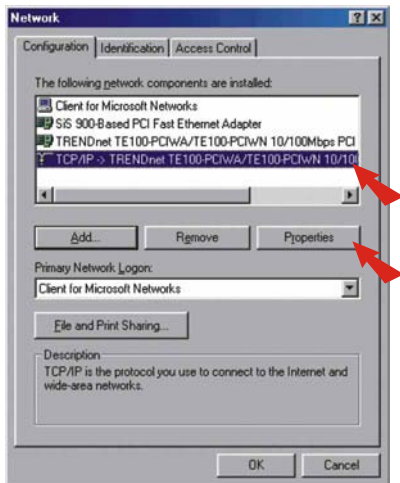 Network
Configuration Identification Access Control
The following network components are installed:
Client for Microsoft Networks
SiS 900-Based PCI Fast Ethernet Adapter
TRENDnet TE100-PCIWA/TE100-PCIWN 10/100Mbps PCI
TCP/IP -> TRENDnet TE100-PCIWA/TE100-PCIWN 10/100
Add... Remove Properties
Primary Network Logon:
Client for Microsoft Networks
File and Print Sharing...
Description
TCP/IP is the protocol you use to connect to the Internet and
wide-area networks.
OK Cancel